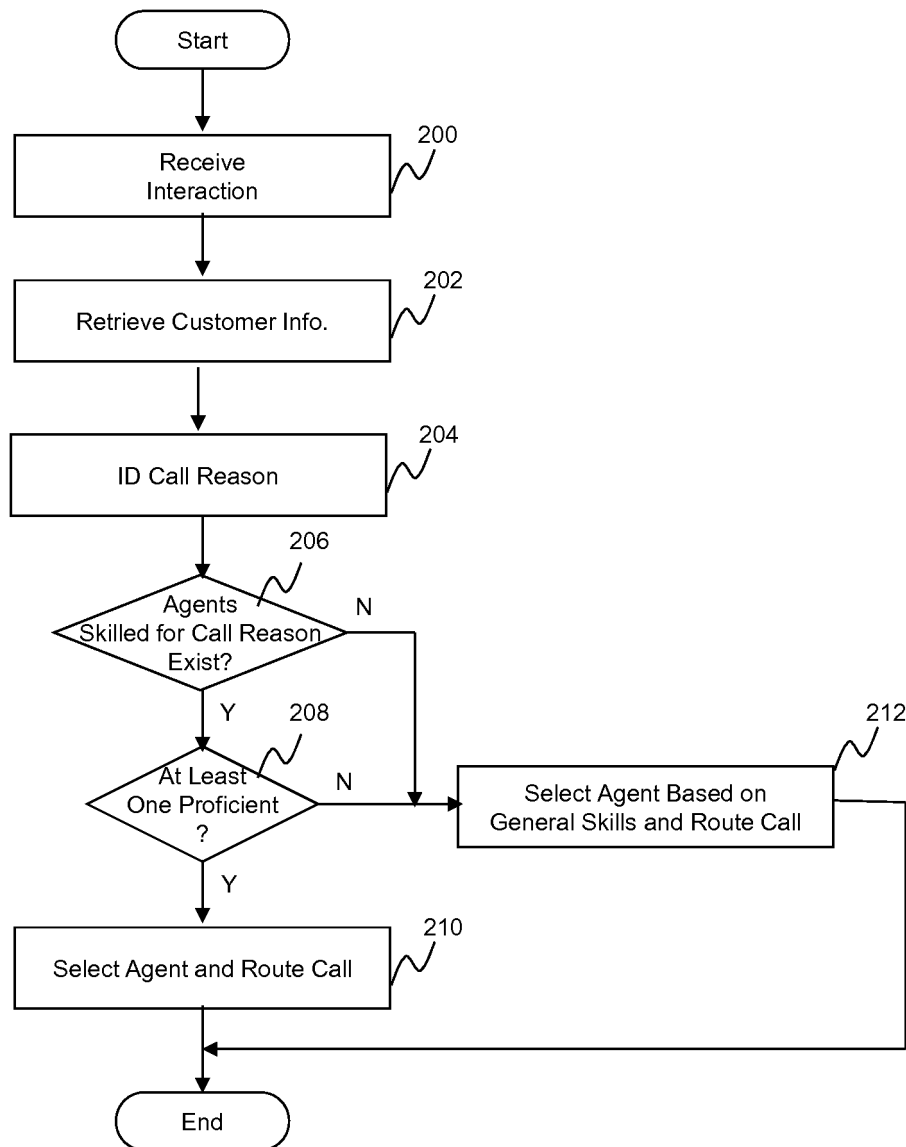 Start
200
Receive
Interaction
202
Retrieve Customer Info.
204
ID Call Reason
206
Agents
Skilled for Call Reason
Exist?
N
Y
208
At Least
One Proficient
?
N
Y
212
Select Agent Based on
General Skills and Route Call
210
Select Agent and Route Call
End